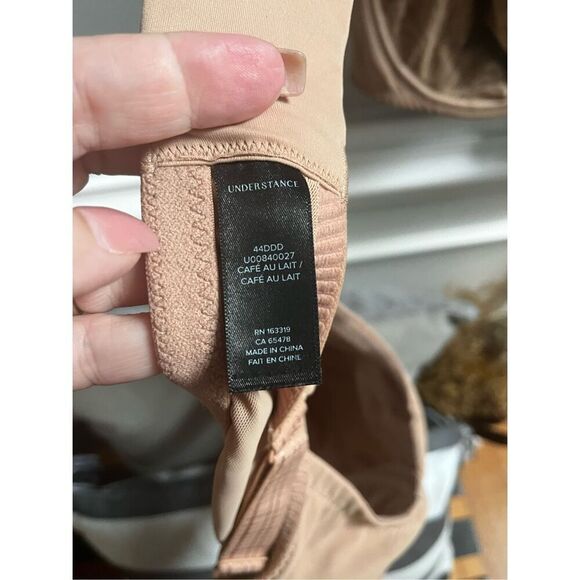 UNDERSTANCE
44DDD
U00840027
CAFÉ AU LAIT /
CAFÉ AU LAIT
RN 163319
CA 65478
MADE IN CHINA
FAIT EN CHINE